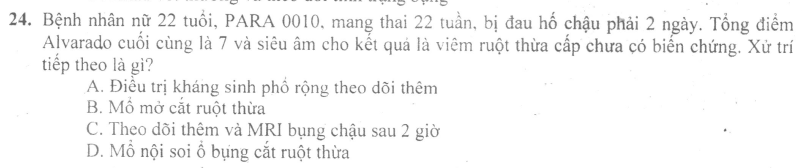 24. Bệnh nhân nữ 22 tuổi, PARA 0010, mang thai 22 tuần, bị đau hố chậu phải 2 ngày. Tổng điểm
Alvarado cuối cùng là 7 và siêu âm cho kết quả là viêm ruột thừa cấp chưa có biến chứng. Xử trí
tiếp theo là gì?
A. Điều trị kháng sinh phổ rộng theo dõi thêm
B. Mổ mở cắt ruột thừa
C. Theo dõi thêm và MRI bụng chậu sau 2 giờ
D. Mổ nội soi ổ bụng cắt ruột thừa